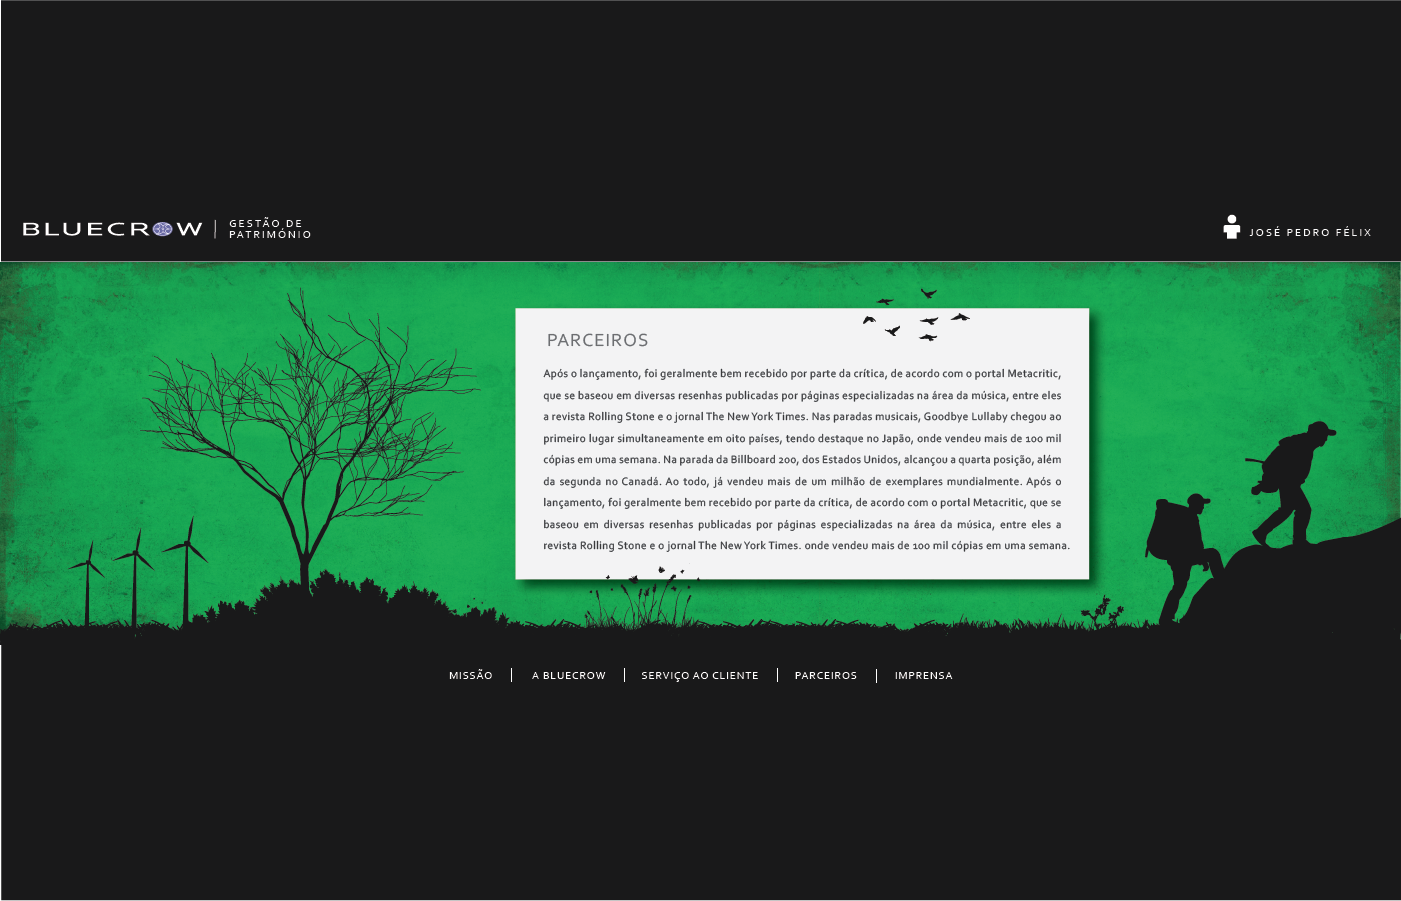 BLUECROW
GESTÃO DE
PATRIMÓNIO
JOSÉ PEDRO FÉLIX
PARCEIROS
Após o lançamento, foi geralmente bem recebido por parte da crítica, de acordo com o portal Metacritic,
que se baseou em diversas resenhas publicadas por páginas especializadas na área da música, entre eles
a revista Rolling Stone e o jornal The New York Times. Nas paradas musicais, Goodbye Lullaby chegou ao
primeiro lugar simultaneamente em oito países, tendo destaque no Japão, onde vendeu mais de 100 mil
cópias em uma semana. Na parada da Billboard 200, dos Estados Unidos, alcançou a quarta posição, além
da segunda no Canadá. Ao todo, já vendeu mais de um milhão de exemplares mundialmente. Após o
lançamento, foi geralmente bem recebido por parte da crítica, de acordo com o portal Metacritic, que se
baseou em diversas resenhas publicadas por páginas especializadas na área da música, entre eles a
revista Rolling Stone e o jornal The New York Times. onde vendeu mais de 100 mil cópias em uma semana.
MISSÃO | A BLUECROW | SERVIÇO AO CLIENTE | PARCEIROS | IMPRENSA